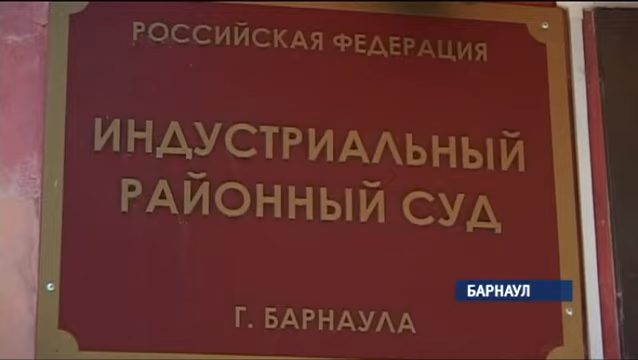 РОССИЙСКАЯ ФЕДЕРАЦИЯ
ИНДУСТРИАЛЬНЫЙ
РАЙОННЫЙ СУД
БАРНАУЛ
Г. БАРНАУЛА